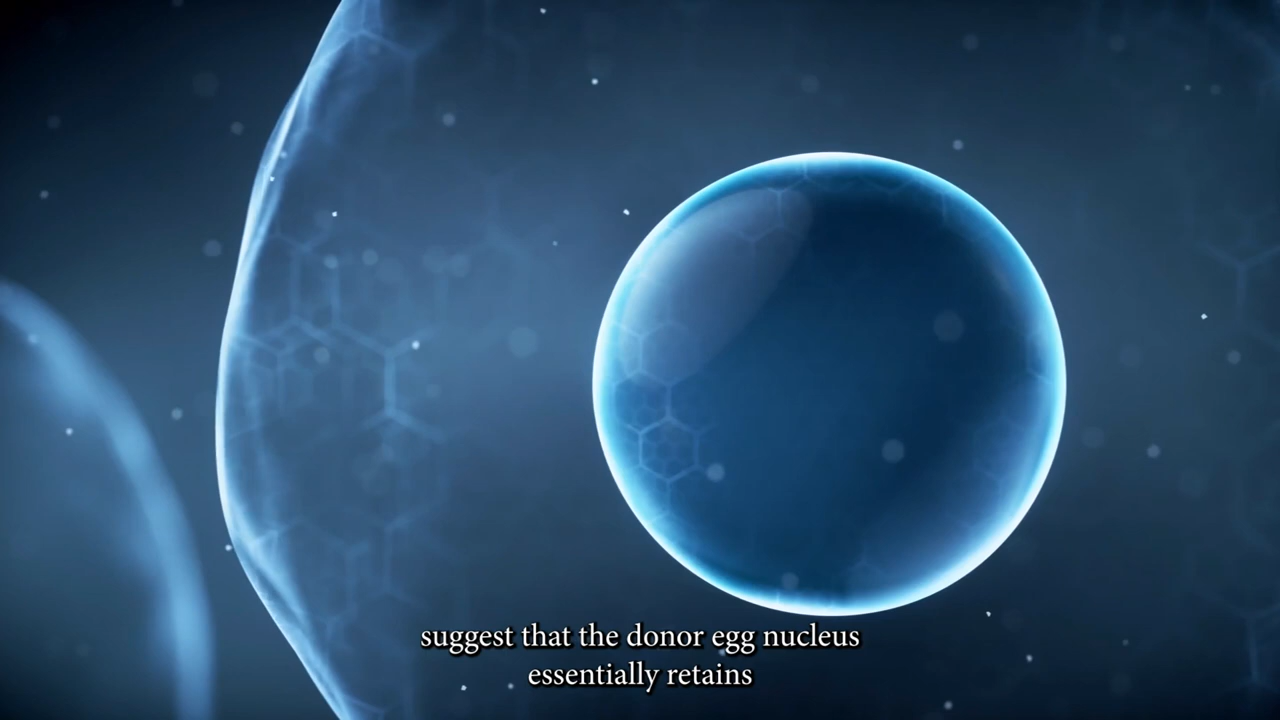 suggest that the donor egg nucleus
essentially retains